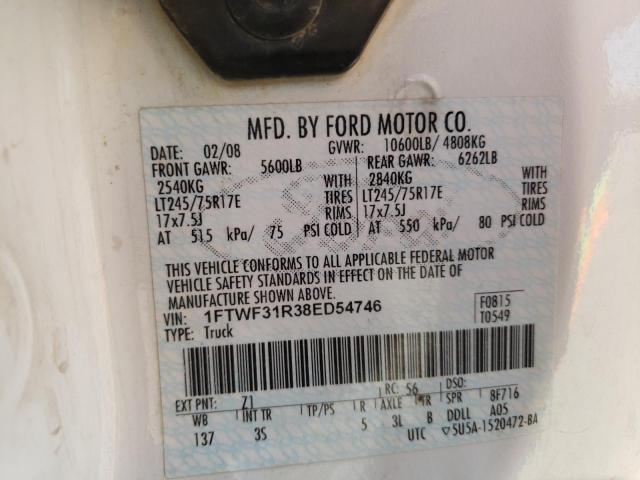 MFD. BY FORD MOTOR CO.
DATE: 02/08 GVWR: 10600LB/ 4808KG
FRONT GAWR: 5600LB REAR GAWR: 6262LB
2540KG WITH 2840KG WITH
LT245/75R17E TIRES LT245/75R17E TIRES
17x7.5J RIMS 17x7.5J RIMS
AT 515 kPa/ 75 PSI COLD AT 550 kPa/ 80 PSI COLD
THIS VEHICLE CONFORMS TO ALL APPLICABLE FEDERAL MOTOR
VEHICLE SAFETY STANDARDS IN EFFECT ON THE DATE OF
MANUFACTURE SHOWN ABOVE.
VIN: 1FTWF31R38ED54746 F0815
TYPE: Truck T0549
EXT PNT: Z1 RC: 56 DSO:
WB INT TR TP/PS R AXLE TR SPR 8F716
137 3S 5 3L B DDLL A05
UTC ▽5U5A-1520472-BA